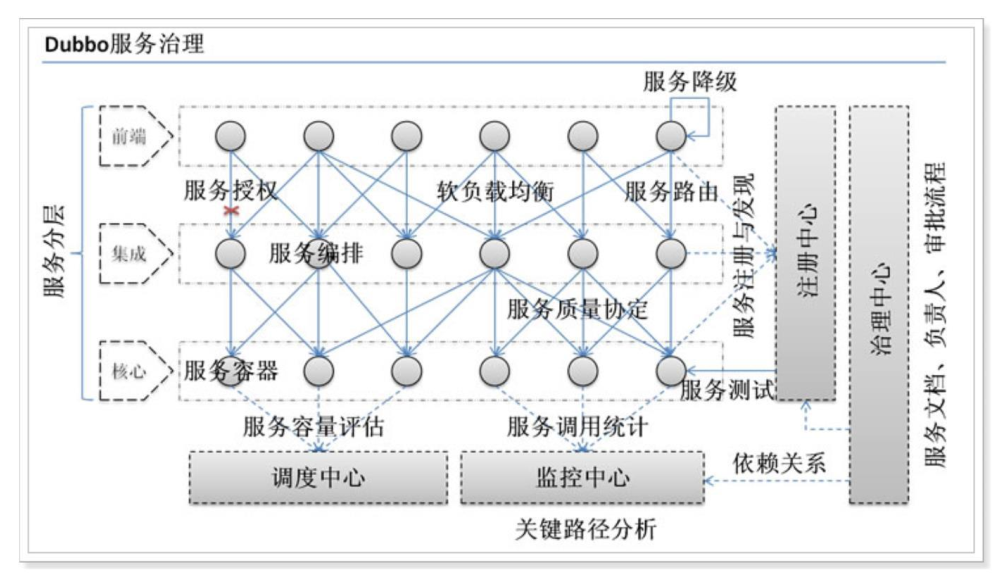 Dubbo服务治理
服务降级
前端
服务授权
软负载均衡
服务路由
服务分层
集成
服务编排
服务注册与发现
注册中心
治理中心
服务文档、负责人、审批流程
服务质量协定
核心
服务容器
服务测试
服务容量评估
服务调用统计
调度中心
监控中心
依赖关系
关键路径分析